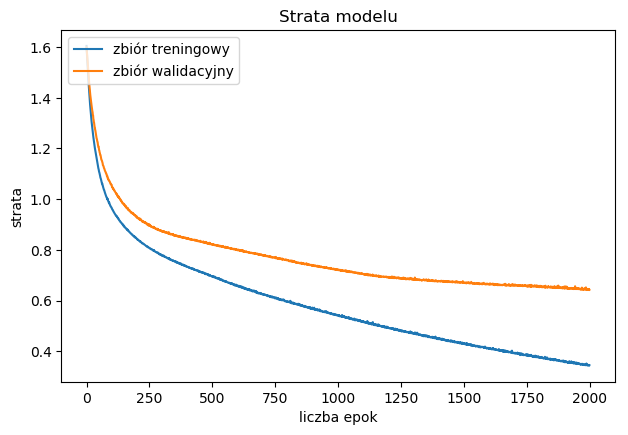 Strata modelu
zbiór treningowy
zbiór walidacyjny
strata
1.6
1.4
1.2
1.0
0.8
0.6
0.4
0 250 500 750 1000 1250 1500 1750 2000
liczba epok